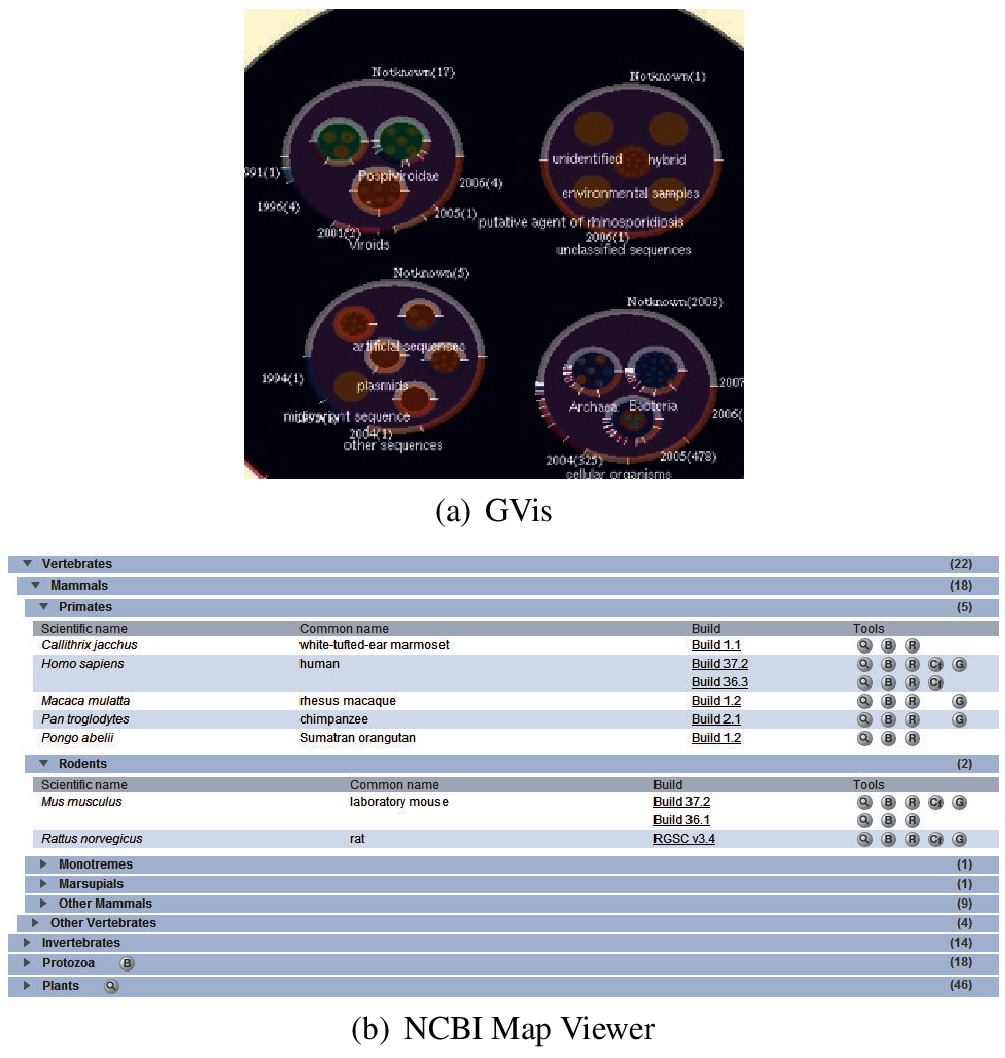 Notknown(17)
Notknown(1)
unidentified
hybrid
991(1)
Pospiviroidae
2006(4)
environmental samples
1996(4)
2005(1)
putative agent of rhinosporidiosis
2001(2)
2006(1)
Viroids
unclassified sequences
Notknown(5)
Notknown(2003)
artificial sequences
1994(1)
2007
plasmids
Archaea
Bacteria
2006(
sequence
2004(1)
other sequences
2004(325)
2005(478)
cellular organisms
(a) GVis
Vertebrates (22)
Mammals (18)
Primates (5)
Scientific name Common name Build Tools
Callithrix jacchus white-tufted-ear marmoset Build 1.1 B R
Homo sapiens human Build 37.2 B R Cf G
Build 36.3 B R Cf
Macaca mulatta rhesus macaque Build 1.2 B R G
Pan troglodytes chimpanzee Build 2.1 B R G
Pongo abelii Sumatran orangutan Build 1.2 B R
Rodents (2)
Scientific name Common name Build Tools
Mus musculus laboratory mouse Build 37.2 B R Cf G
Build 36.1 B R
Rattus norvegicus rat RGSC v3.4 B R Cf G
Monotremes (1)
Marsupials (1)
Other Mammals (9)
Other Vertebrates (4)
Invertebrates (14)
Protozoa B (18)
Plants (46)
(b) NCBI Map Viewer